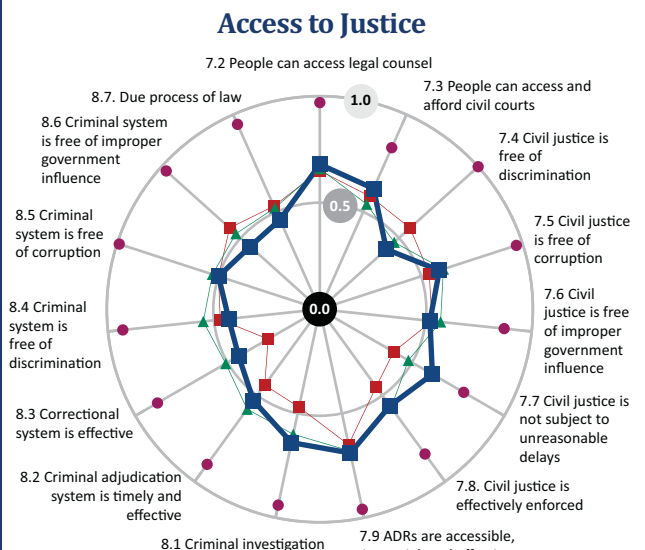 Access to Justice
7.2 People can access legal counsel
1.0
7.3 People can access and
afford civil courts
8.7. Due process of law
8.6 Criminal system
is free of improper
government
influence
7.4 Civil justice is
free of
discrimination
0.5
8.5 Criminal
system is free
of corruption
7.5 Civil justice
is free of
corruption
0.0
8.4 Criminal
system is
free of
discrimination
7.6 Civil
justice is free
of improper
government
influence
8.3 Correctional
system is effective
7.7 Civil justice is
not subject to
unreasonable
delays
8.2 Criminal adjudication
system is timely and
effective
7.8. Civil justice is
effectively enforced
8.1 Criminal investigation
7.9 ADRs are accessible,